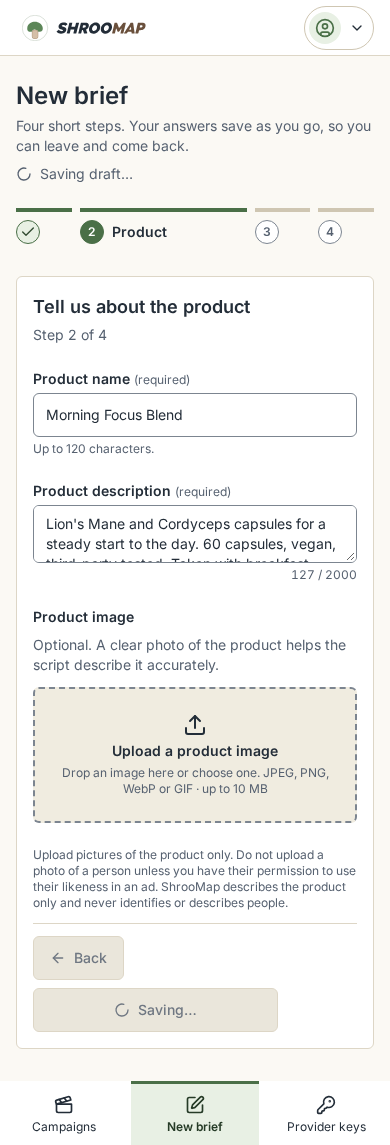 SHROOMAP
New brief
Four short steps. Your answers save as you go, so you
can leave and come back.
Saving draft...
2 Product 3 4
Tell us about the product
Step 2 of 4
Product name (required)
Morning Focus Blend
Up to 120 characters.
Product description (required)
Lion's Mane and Cordyceps capsules for a
steady start to the day. 60 capsules, vegan,
third-party tested. Taken with breakfast.
127 / 2000
Product image
Optional. A clear photo of the product helps the
script describe it accurately.
Upload a product image
Drop an image here or choose one. JPEG, PNG,
WebP or GIF · up to 10 MB
Upload pictures of the product only. Do not upload a
photo of a person unless you have their permission to use
their likeness in an ad. ShrooMap describes the product
only and never identifies or describes people.
Back
Saving...
Campaigns New brief Provider keys